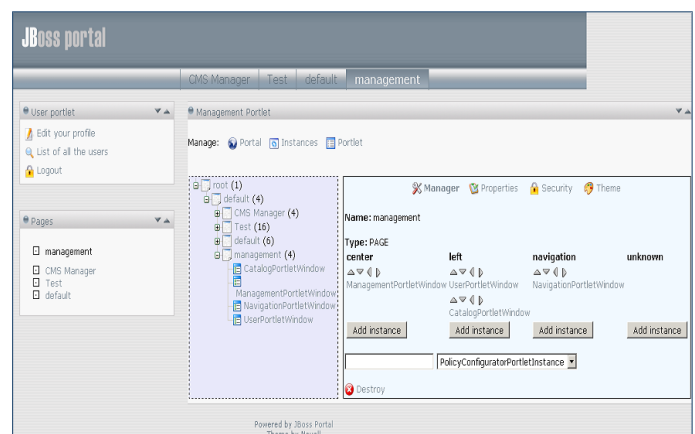 JBoss portal
CMS Manager Test default management
User portlet
Edit your profile
List of all the users
Logout
Pages
management
CMS Manager
Test
default
Management Portlet
Manage: Portal Instances Portlet
root (1)
default (4)
CMS Manager (4)
Test (16)
default (6)
management (4)
CatalogPortletWindow
ManagementPortletWindow
NavigationPortletWindow
UserPortletWindow
Manager Properties Security Theme
Name: management
Type: PAGE
center left navigation unknown
ManagementPortletWindow UserPortletWindow NavigationPortletWindow
CatalogPortletWindow
Add instance Add instance Add instance Add instance
PolicyConfiguratorPortletInstance
Destroy
Powered by JBoss Portal
Theme by Novell